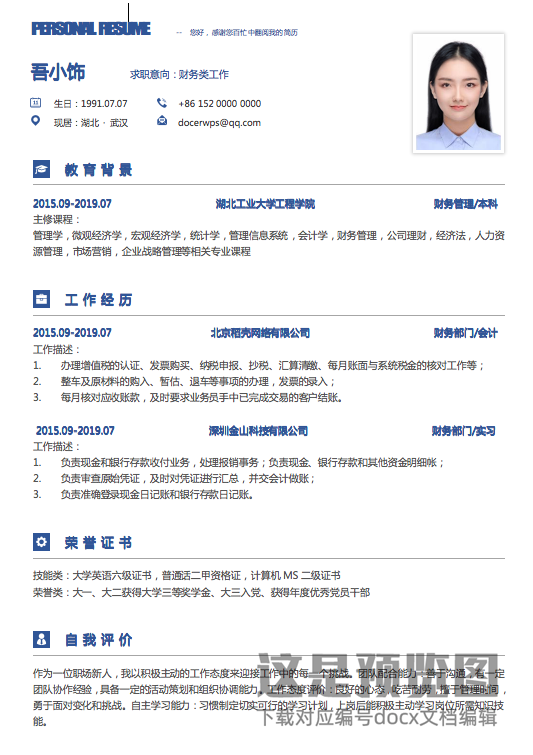 PERSONAL RESUME -- 您好，感谢您百忙中翻阅我的简历
吾小饰 求职意向：财务类工作
生日：1991.07.07 +86 152 0000 0000
现居：湖北 · 武汉 docerwps@qq.com
教育背景
2015.09-2019.07 湖北工业大学工程学院 财务管理/本科
主修课程：
管理学，微观经济学，宏观经济学，统计学，管理信息系统，会计学，财务管理，公司理财，经济法，人力资
源管理，市场营销，企业战略管理等相关专业课程
工作经历
2015.09-2019.07 北京稻壳网络有限公司 财务部门/会计
工作描述：
1. 办理增值税的认证、发票购买、纳税申报、抄税、汇算清缴、每月账面与系统税金的核对工作等；
2. 整车及原材料的购入、暂估、退车等事项的办理，发票的录入；
3. 每月核对应收账款，及时要求业务员手中已完成交易的客户结账。
2015.09-2019.07 深圳金山科技有限公司 财务部门/实习
工作描述：
1. 负责现金和银行存款收付业务，处理报销事务；负责现金、银行存款和其他资金明细帐；
2. 负责审查原始凭证，及时对凭证进行汇总，并交会计做账；
3. 负责准确登录现金日记账和银行存款日记账。
荣誉证书
技能类：大学英语六级证书，普通话二甲资格证，计算机 MS 二级证书
荣誉类：大一、大二获得大学三等奖学金、大三入党、获得年度优秀党员干部
自我评价
作为一位职场新人，我以积极主动的工作态度来迎接工作中的每一个挑战。团队配合能力：善于沟通，有一定
团队协作经验，具备一定的活动策划和组织协调能力。工作态度评价：良好的心态，吃苦耐劳，擅于管理时间，
勇于面对变化和挑战。自主学习能力：习惯制定切实可行的学习计划，上岗后能积极主动学习岗位所需知识技
能。
这是预览图
下载对应编号docx文档编辑